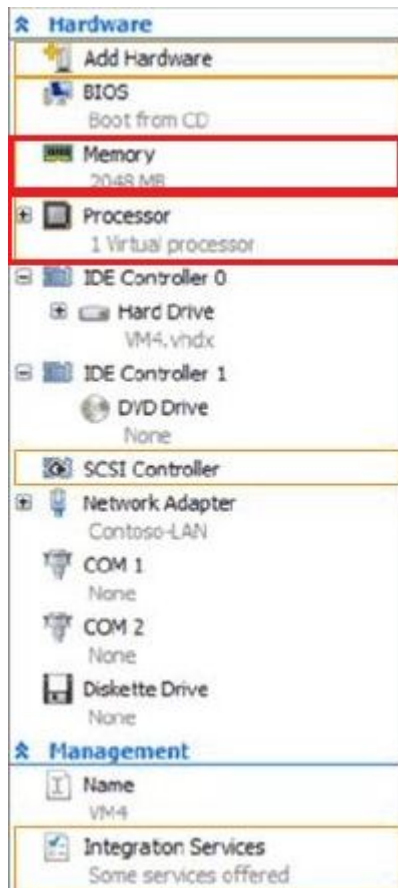 Hardware
Add Hardware
BIOS
Boot from CD
Memory
2048 MB
Processor
1 Virtual processor
IDE Controller 0
Hard Drive
VM4.vhdx
IDE Controller 1
DVD Drive
None
SCSI Controller
Network Adapter
Contoso-LAN
COM 1
None
COM 2
None
Diskette Drive
None
Management
Name
VM4
Integration Services
Some services offered